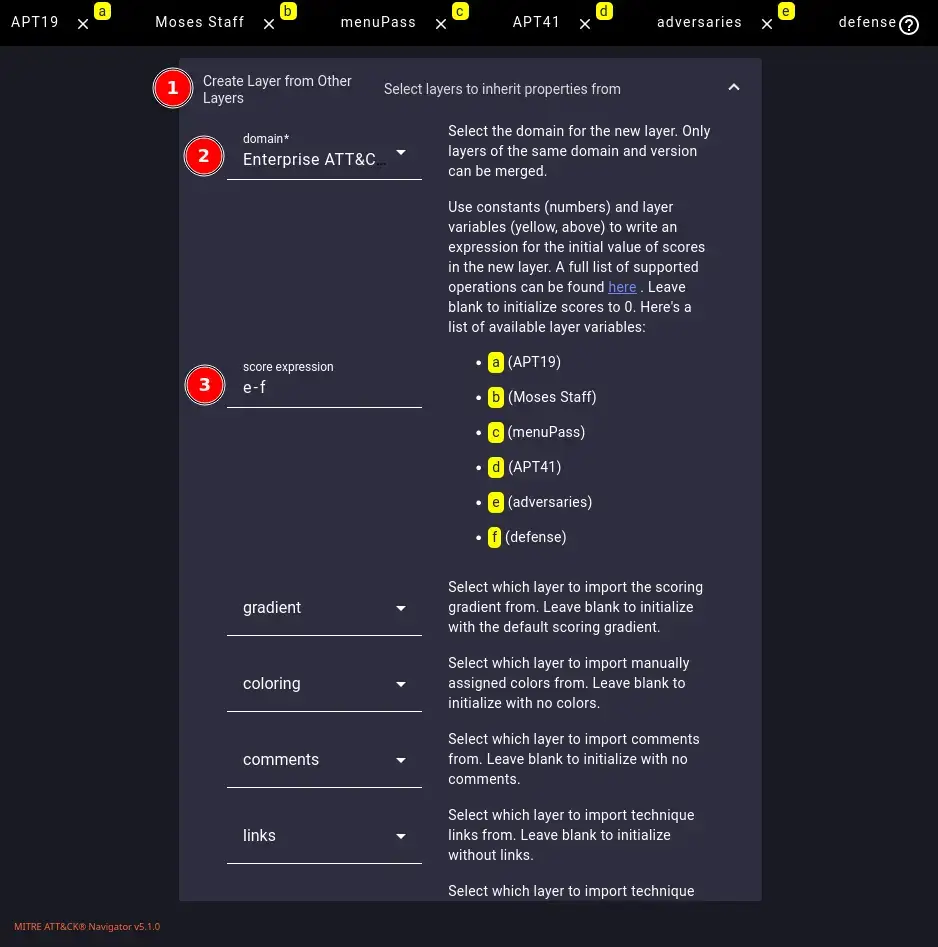 APT19 × a Moses Staff × b menuPass × c APT41 × d adversaries × e defense ?
1 Create Layer from Other
Layers
Select layers to inherit properties from
2 domain*
Enterprise ATT&C...
Select the domain for the new layer. Only
layers of the same domain and version
can be merged.
Use constants (numbers) and layer
variables (yellow, above) to write an
expression for the initial value of scores
in the new layer. A full list of supported
operations can be found here . Leave
blank to initialize scores to 0. Here's a
list of available layer variables:
3 score expression
e-f
• a (APT19)
• b (Moses Staff)
• c (menuPass)
• d (APT41)
• e (adversaries)
• f (defense)
gradient
Select which layer to import the scoring
gradient from. Leave blank to initialize
with the default scoring gradient.
coloring
Select which layer to import manually
assigned colors from. Leave blank to
initialize with no colors.
comments
Select which layer to import comments
from. Leave blank to initialize with no
comments.
links
Select which layer to import technique
links from. Leave blank to initialize
without links.
Select which layer to import technique
MITRE ATT&CK® Navigator v5.1.0